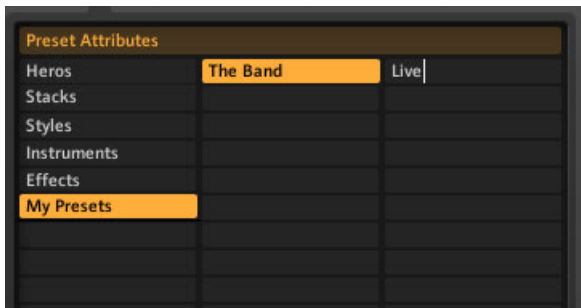 Preset Attributes
Heros The Band Live
Stacks
Styles
Instruments
Effects
My Presets